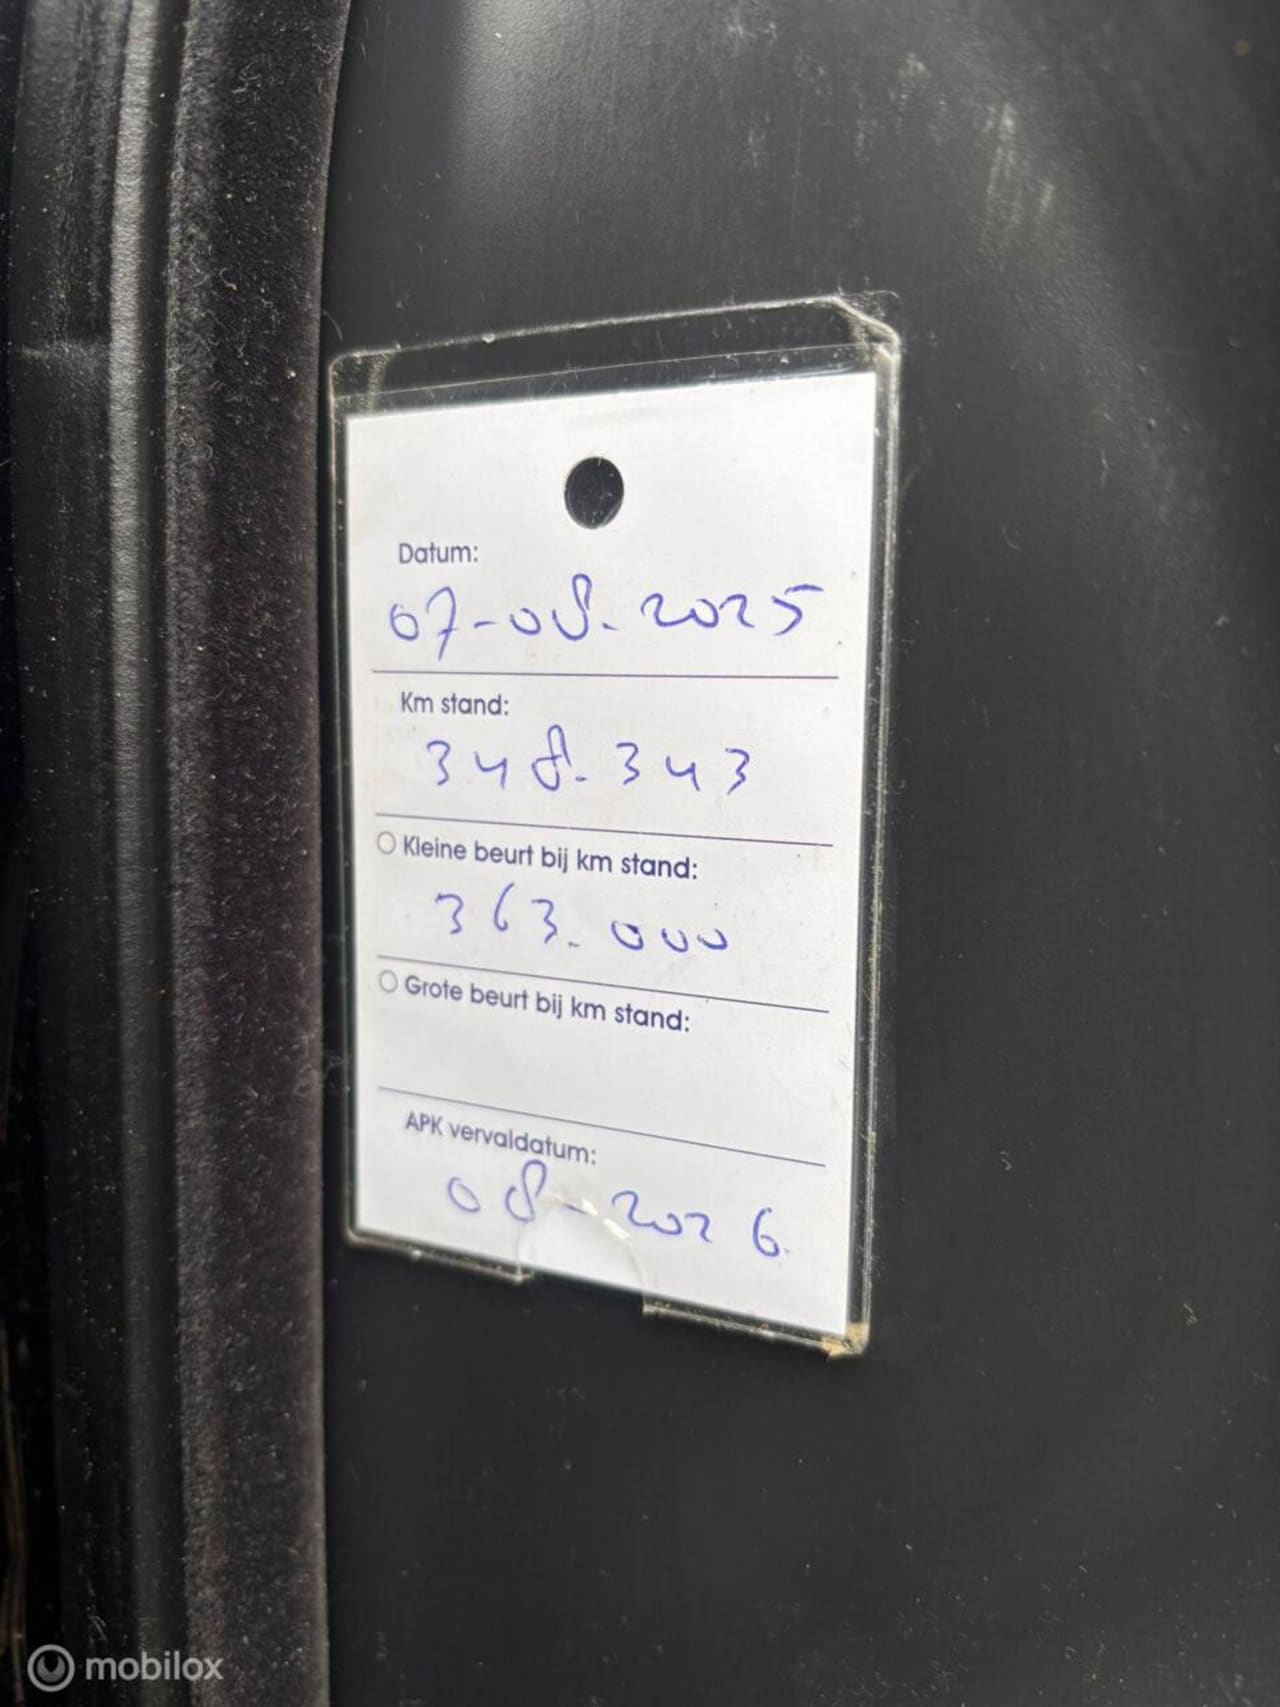 Datum:
07-08-2025
Km stand:
348.343
Kleine beurt bij km stand:
363.000
Grote beurt bij km stand:
APK vervaldatum:
08-2026
mobilox